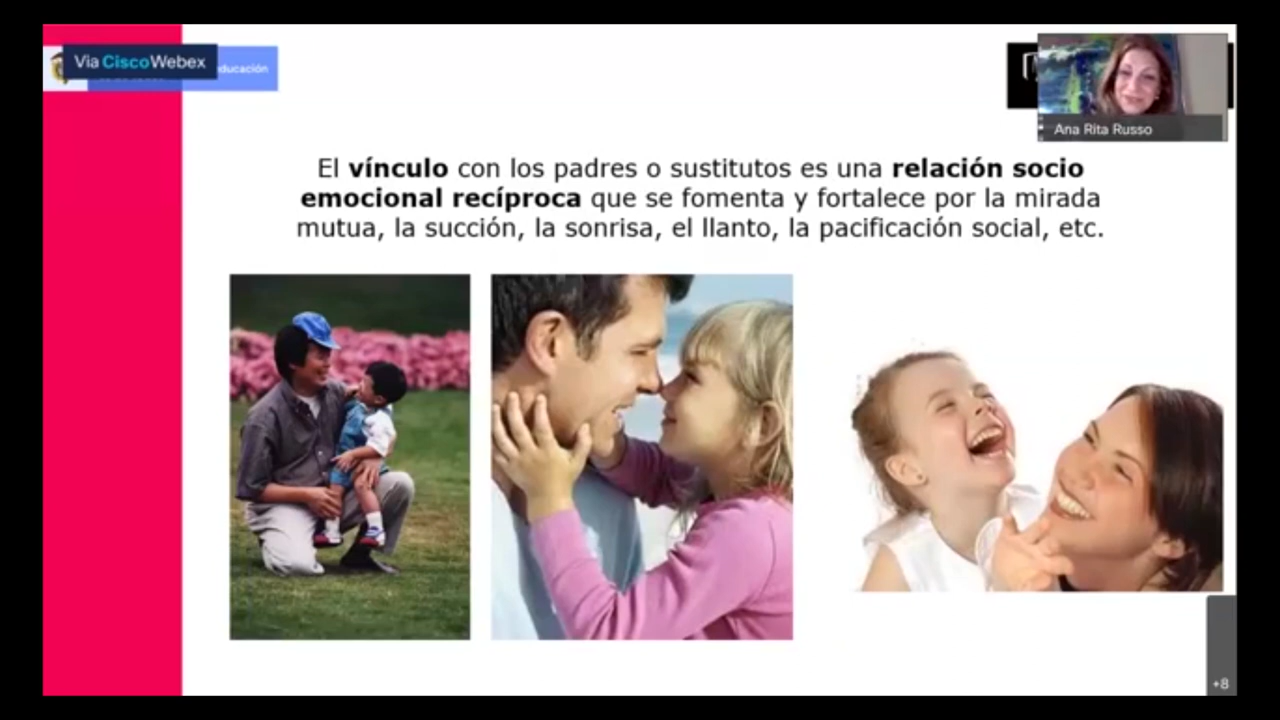 Via CiscoWebex
educación
Ana Rita Russo
El vínculo con los padres o sustitutos es una relación socio
emocional recíproca que se fomenta y fortalece por la mirada
mutua, la succión, la sonrisa, el llanto, la pacificación social, etc.
+8